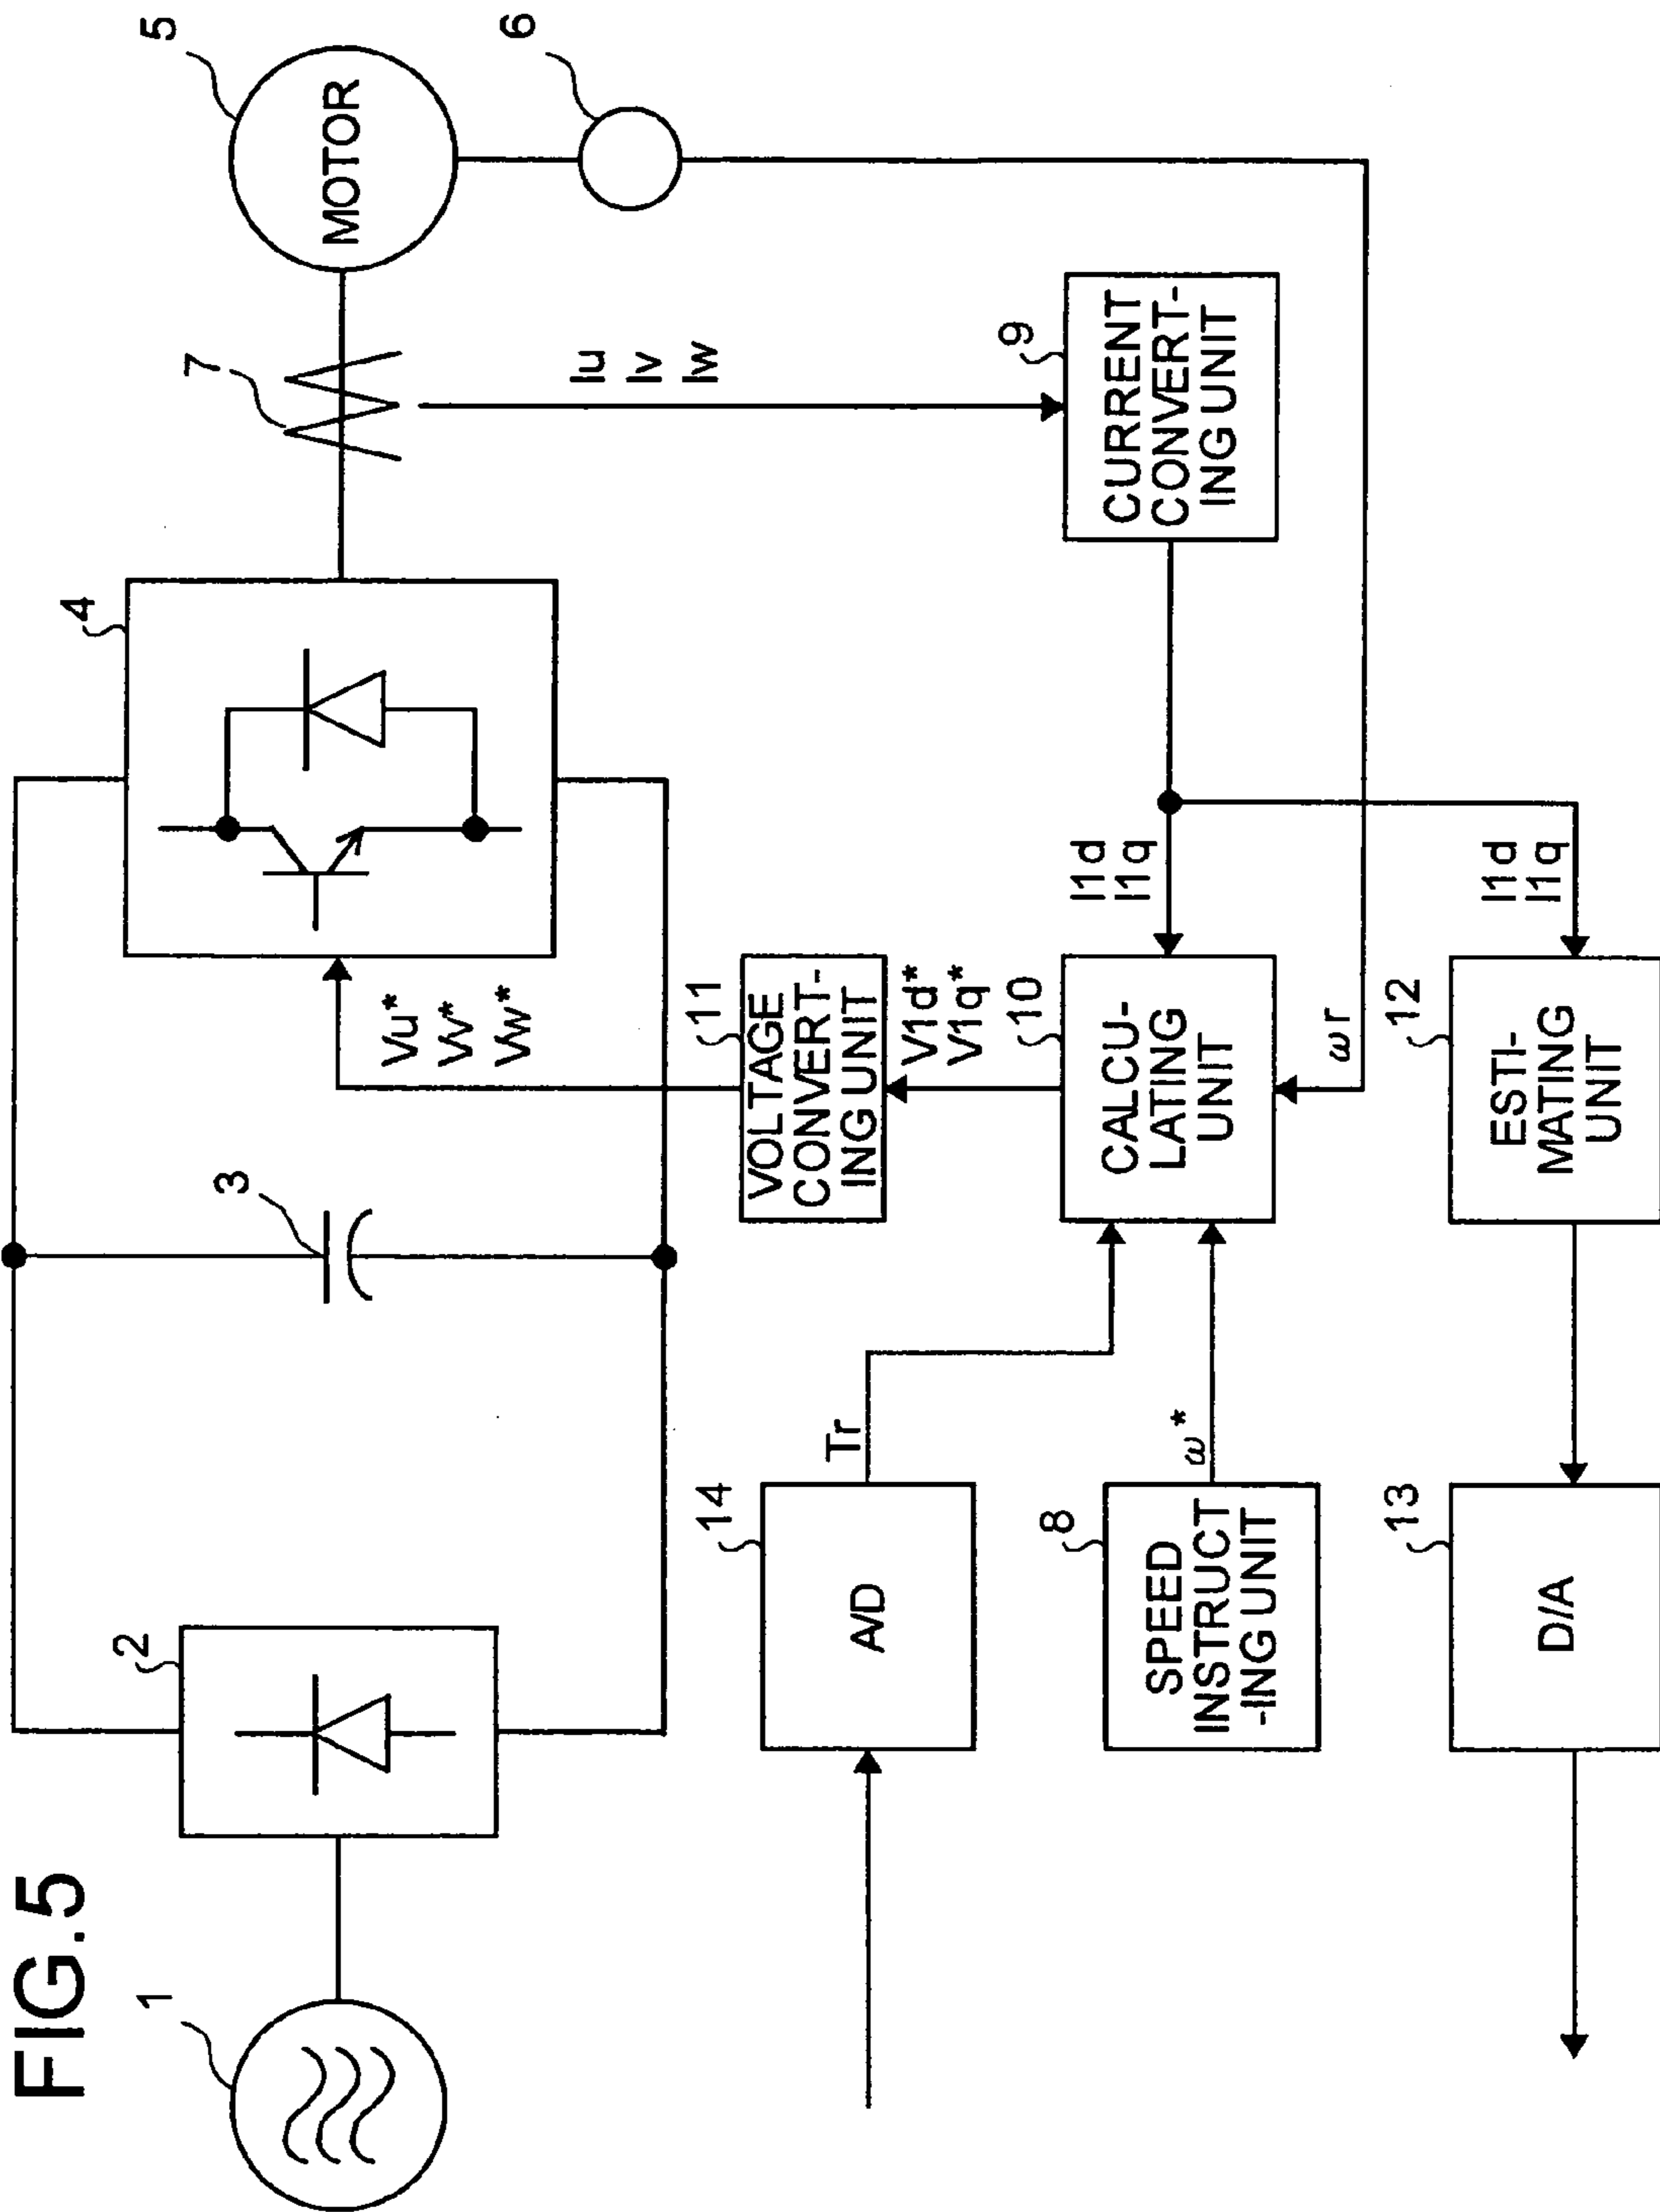 FIG.5
1
2
3
4
5
MOTOR
6
7
Iu
Iv
Iw
Vu*
Vv*
Vw*
11
VOLTAGE
CONVERT-
ING UNIT
9
CURRENT
CONVERT-
ING UNIT
14
A/D
Tr
V1d*
V1q*
10
CALCU-
LATING
UNIT
I1d
I1q
8
SPEED
INSTRUCT
-ING UNIT
ω*
ωr
13
D/A
12
ESTI-
MATING
UNIT
I1d
I1q